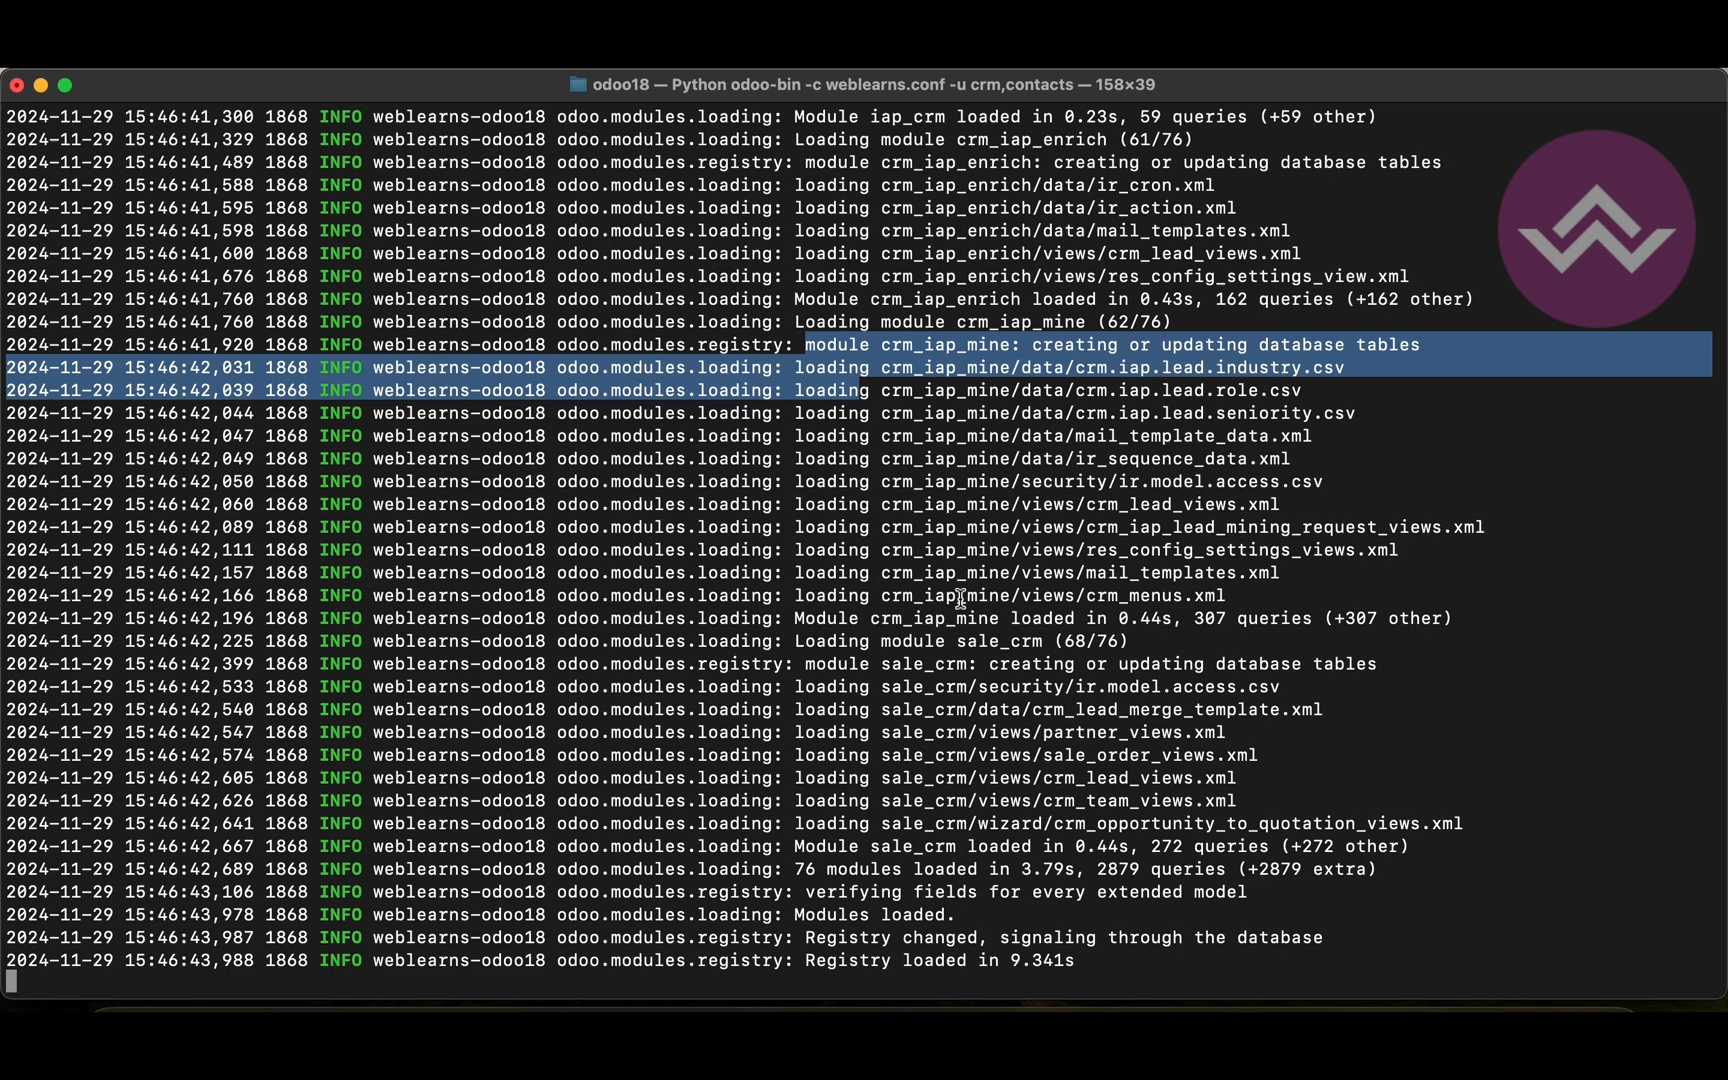 odoo18 — Python odoo-bin -c weblearns.conf -u crm,contacts — 158×39
2024-11-29 15:46:41,300 1868 INFO weblearns-odoo18 odoo.modules.loading: Module iap_crm loaded in 0.23s, 59 queries (+59 other)
2024-11-29 15:46:41,329 1868 INFO weblearns-odoo18 odoo.modules.loading: Loading module crm_iap_enrich (61/76)
2024-11-29 15:46:41,489 1868 INFO weblearns-odoo18 odoo.modules.registry: module crm_iap_enrich: creating or updating database tables
2024-11-29 15:46:41,588 1868 INFO weblearns-odoo18 odoo.modules.loading: loading crm_iap_enrich/data/ir_cron.xml
2024-11-29 15:46:41,595 1868 INFO weblearns-odoo18 odoo.modules.loading: loading crm_iap_enrich/data/ir_action.xml
2024-11-29 15:46:41,598 1868 INFO weblearns-odoo18 odoo.modules.loading: loading crm_iap_enrich/data/mail_templates.xml
2024-11-29 15:46:41,600 1868 INFO weblearns-odoo18 odoo.modules.loading: loading crm_iap_enrich/views/crm_lead_views.xml
2024-11-29 15:46:41,676 1868 INFO weblearns-odoo18 odoo.modules.loading: loading crm_iap_enrich/views/res_config_settings_view.xml
2024-11-29 15:46:41,760 1868 INFO weblearns-odoo18 odoo.modules.loading: Module crm_iap_enrich loaded in 0.43s, 162 queries (+162 other)
2024-11-29 15:46:41,760 1868 INFO weblearns-odoo18 odoo.modules.loading: Loading module crm_iap_mine (62/76)
2024-11-29 15:46:41,920 1868 INFO weblearns-odoo18 odoo.modules.registry: module crm_iap_mine: creating or updating database tables
2024-11-29 15:46:42,031 1868 INFO weblearns-odoo18 odoo.modules.loading: loading crm_iap_mine/data/crm.iap.lead.industry.csv
2024-11-29 15:46:42,039 1868 INFO weblearns-odoo18 odoo.modules.loading: loading crm_iap_mine/data/crm.iap.lead.role.csv
2024-11-29 15:46:42,044 1868 INFO weblearns-odoo18 odoo.modules.loading: loading crm_iap_mine/data/crm.iap.lead.seniority.csv
2024-11-29 15:46:42,047 1868 INFO weblearns-odoo18 odoo.modules.loading: loading crm_iap_mine/data/mail_template_data.xml
2024-11-29 15:46:42,049 1868 INFO weblearns-odoo18 odoo.modules.loading: loading crm_iap_mine/data/ir_sequence_data.xml
2024-11-29 15:46:42,050 1868 INFO weblearns-odoo18 odoo.modules.loading: loading crm_iap_mine/security/ir.model.access.csv
2024-11-29 15:46:42,060 1868 INFO weblearns-odoo18 odoo.modules.loading: loading crm_iap_mine/views/crm_lead_views.xml
2024-11-29 15:46:42,089 1868 INFO weblearns-odoo18 odoo.modules.loading: loading crm_iap_mine/views/crm_iap_lead_mining_request_views.xml
2024-11-29 15:46:42,111 1868 INFO weblearns-odoo18 odoo.modules.loading: loading crm_iap_mine/views/res_config_settings_views.xml
2024-11-29 15:46:42,157 1868 INFO weblearns-odoo18 odoo.modules.loading: loading crm_iap_mine/views/mail_templates.xml
2024-11-29 15:46:42,166 1868 INFO weblearns-odoo18 odoo.modules.loading: loading crm_iap_mine/views/crm_menus.xml
2024-11-29 15:46:42,196 1868 INFO weblearns-odoo18 odoo.modules.loading: Module crm_iap_mine loaded in 0.44s, 307 queries (+307 other)
2024-11-29 15:46:42,225 1868 INFO weblearns-odoo18 odoo.modules.loading: Loading module sale_crm (68/76)
2024-11-29 15:46:42,399 1868 INFO weblearns-odoo18 odoo.modules.registry: module sale_crm: creating or updating database tables
2024-11-29 15:46:42,533 1868 INFO weblearns-odoo18 odoo.modules.loading: loading sale_crm/security/ir.model.access.csv
2024-11-29 15:46:42,540 1868 INFO weblearns-odoo18 odoo.modules.loading: loading sale_crm/data/crm_lead_merge_template.xml
2024-11-29 15:46:42,547 1868 INFO weblearns-odoo18 odoo.modules.loading: loading sale_crm/views/partner_views.xml
2024-11-29 15:46:42,574 1868 INFO weblearns-odoo18 odoo.modules.loading: loading sale_crm/views/sale_order_views.xml
2024-11-29 15:46:42,605 1868 INFO weblearns-odoo18 odoo.modules.loading: loading sale_crm/views/crm_lead_views.xml
2024-11-29 15:46:42,626 1868 INFO weblearns-odoo18 odoo.modules.loading: loading sale_crm/views/crm_team_views.xml
2024-11-29 15:46:42,641 1868 INFO weblearns-odoo18 odoo.modules.loading: loading sale_crm/wizard/crm_opportunity_to_quotation_views.xml
2024-11-29 15:46:42,667 1868 INFO weblearns-odoo18 odoo.modules.loading: Module sale_crm loaded in 0.44s, 272 queries (+272 other)
2024-11-29 15:46:42,689 1868 INFO weblearns-odoo18 odoo.modules.loading: 76 modules loaded in 3.79s, 2879 queries (+2879 extra)
2024-11-29 15:46:43,106 1868 INFO weblearns-odoo18 odoo.modules.registry: verifying fields for every extended model
2024-11-29 15:46:43,978 1868 INFO weblearns-odoo18 odoo.modules.loading: Modules loaded.
2024-11-29 15:46:43,987 1868 INFO weblearns-odoo18 odoo.modules.registry: Registry changed, signaling through the database
2024-11-29 15:46:43,988 1868 INFO weblearns-odoo18 odoo.modules.registry: Registry loaded in 9.341s